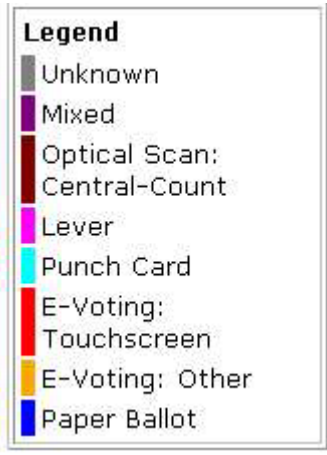 Legend
Unknown
Mixed
Optical Scan:
Central-Count
Lever
Punch Card
E-Voting:
Touchscreen
E-Voting: Other
Paper Ballot